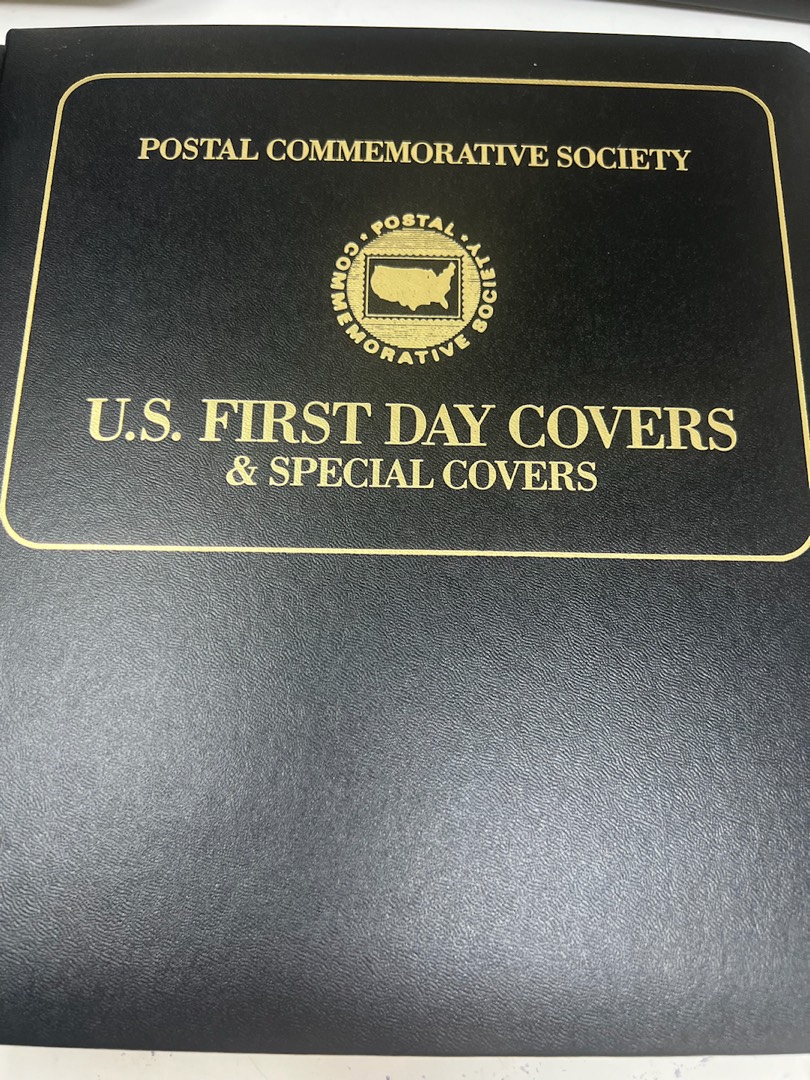 POSTAL COMMEMORATIVE SOCIETY
• POSTAL •
COMMEMORATIVE SOCIETY
U.S. FIRST DAY COVERS
& SPECIAL COVERS